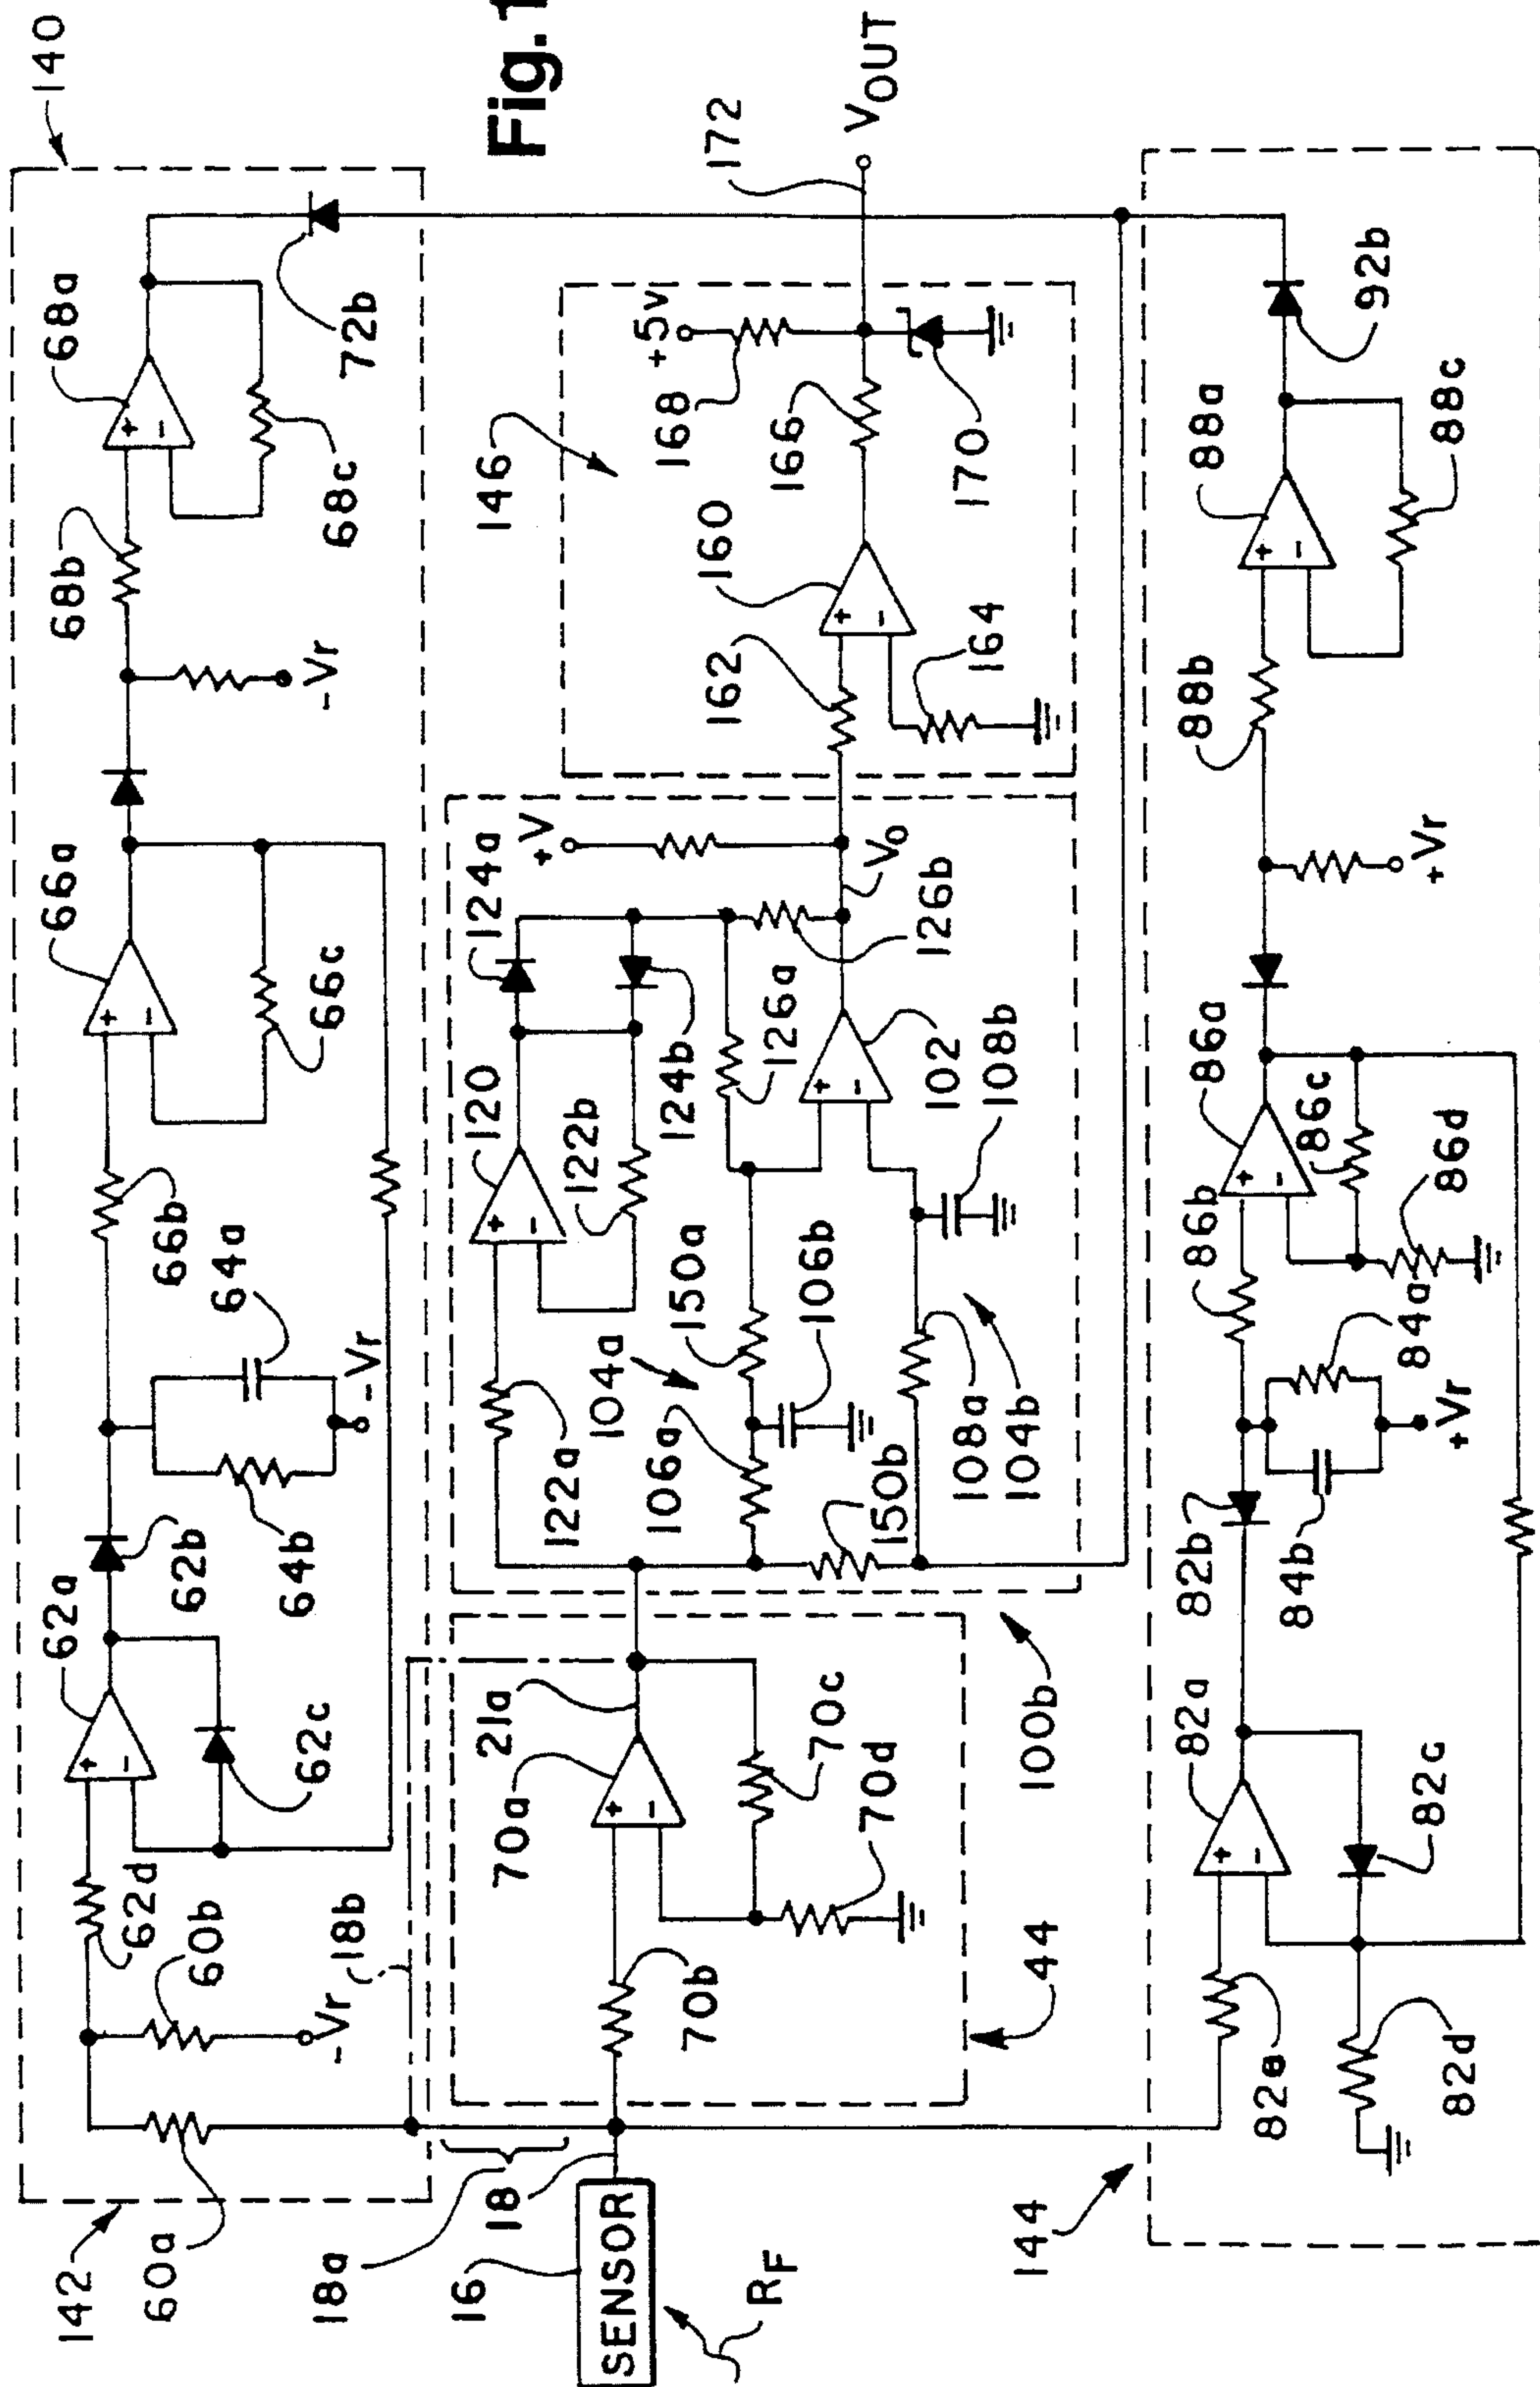 140
Fig. 1
142
60a
62d
60b
-Vr
18b
62a
62b
62c
64b
64a
-Vr
66b
66a
66c
68b
-Vr
68a
68c
72b
16
SENSOR
RF
18a
18
70b
70a
21a
70c
70d
44
100b
122a
104a
106a
150a
106b
150b
108a
104b
120
122b
124a
124b
126a
126b
102
108b
+V
Vo
146
162
160
164
168
+5v
166
170
172
VOUT
144
82e
82d
82a
82c
82b
84b
84a
+Vr
86b
86a
86c
86d
+Vr
88b
88a
88c
92b
+
-
+
-
+
-
+
-
+
-
+
-
+
-
+
-
+
-
+
-